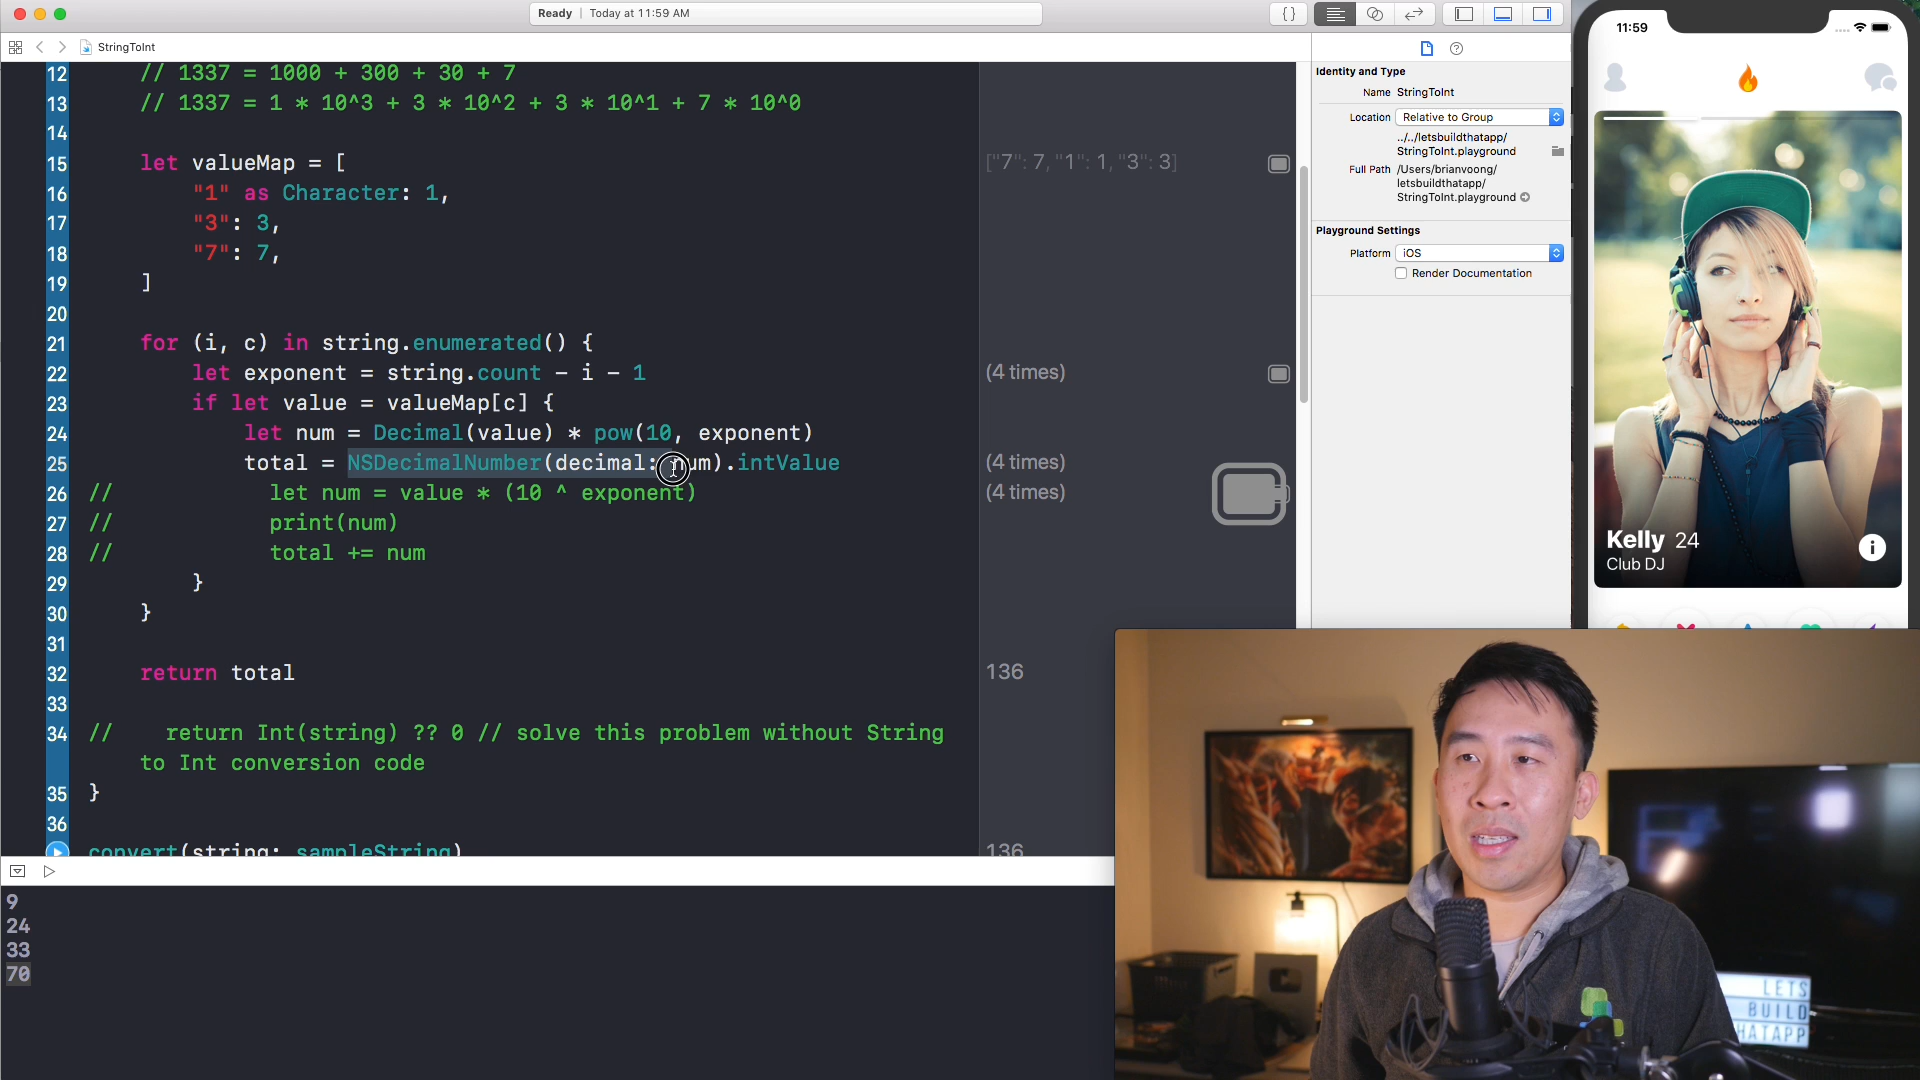 Ready | Today at 11:59 AM
{ }
StringToInt
12 // 1337 = 1000 + 300 + 30 + 7
13 // 1337 = 1 * 10^3 + 3 * 10^2 + 3 * 10^1 + 7 * 10^0
14
15 let valueMap = [
["7": 7, "1": 1, "3": 3]
16 "1" as Character: 1,
17 "3": 3,
18 "7": 7,
19 ]
20
21 for (i, c) in string.enumerated() {
22 let exponent = string.count - i - 1
(4 times)
23 if let value = valueMap[c] {
24 let num = Decimal(value) * pow(10, exponent)
25 total = NSDecimalNumber(decimal: num).intValue
(4 times)
26 // let num = value * (10 ^ exponent)
(4 times)
27 // print(num)
28 // total += num
29 }
30 }
31
32 return total
136
33
34 // return Int(string) ?? 0 // solve this problem without String
to Int conversion code
35 }
36
convert(string: sampleString)
136
9
24
33
70
Identity and Type
Name StringToInt
Location Relative to Group
../../letsbuildthatapp/
StringToInt.playground
Full Path /Users/brianvoong/
letsbuildthatapp/
StringToInt.playground
Playground Settings
Platform iOS
Render Documentation
11:59
Kelly 24
Club DJ
i
LETS
BUILD
HATAPP